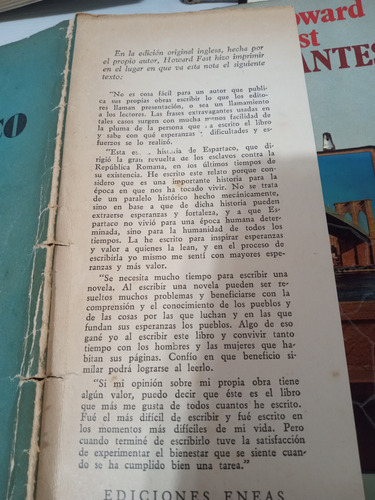 En la edición original inglesa, hecha por
el propio autor, Howard Fast hizo imprimir
en el lugar en que va esta nota el siguiente
texto:
"No es cosa fácil para un autor que publi-
ca sus propias obras escribir lo que los edito-
res llaman presentación, o sea un llamamiento
a los lectores. Las frases extravagantes usadas en
tales casos surgen con mucha menos facilidad de
la pluma de la persona que ha escrito el libro
y sabe con qué esperanzas dificultades y es-
fuerzos se lo realizó.
"Esta es historia de Espartaco, que di-
rigió la gran revuelta de los esclavos contra la
República Romana, en los últimos tiempos de
su existencia. He escrito este relato porque con-
sidero que es una importante historia para la
época en que nos ha tocado vivir. No se trata
de un paralelo histórico hecho mecánicamente,
sino en base a que de dicha historia pueden
extraerse esperanzas y fortaleza, y a que Es-
partaco no vivió para una época humana deter-
minada, sino para la humanidad de todos los
tiempos. La he escrito para inspirar esperanzas
y valor a quienes la lean, y en el proceso de
escribirla yo mismo me sentí con mayores espe-
ranzas y más valor.
"Se necesita mucho tiempo para escribir una
novela. Al escribir una novela pueden ser re-
sueltos muchos problemas y beneficiarse con la
comprensión y el conocimiento de los pueblos y
de las cosas por las que luchan y en las que
fundan sus esperanzas los pueblos. Algo de eso
gané yo al escribir este libro y convivir tanto
tiempo con los hombres y las mujeres que ha-
bitan sus páginas. Confío en que beneficio si-
milar podrá lograrse al leerlo.
"Si mi opinión sobre mi propia obra tiene
algún valor, puedo decir que éste es el libro
que más me gusta de todos cuantos he escrito.
Fué el más difícil de escribir y fué escrito en
los momentos más difíciles de mi vida. Pero
cuando terminé de escribirlo tuve la satisfacción
de experimentar el bienestar que se siente cuan-
do se ha cumplido bien una tarea."
EDICIONES ENEAS
CO
oward
st
ANTES